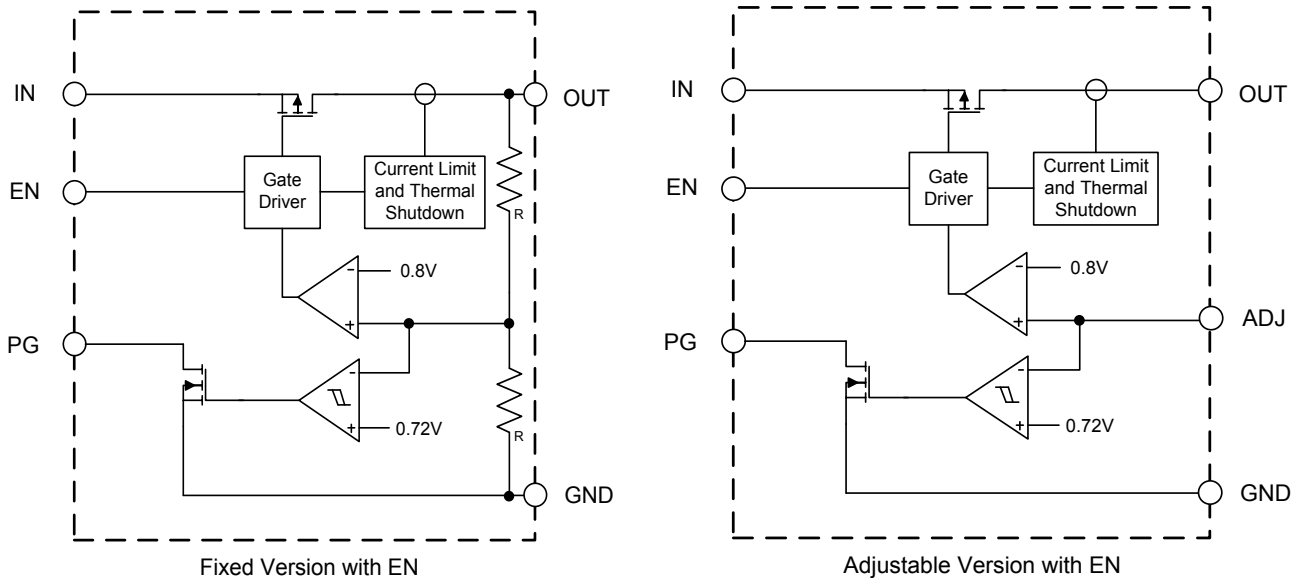 IN
OUT
EN
Gate
Driver
Current Limit
and Thermal
Shutdown
R
-
0.8V
+
PG
-
+
0.72V
R
GND
Fixed Version with EN
IN
OUT
EN
Gate
Driver
Current Limit
and Thermal
Shutdown
-
0.8V
+
ADJ
PG
-
+
0.72V
GND
Adjustable Version with EN